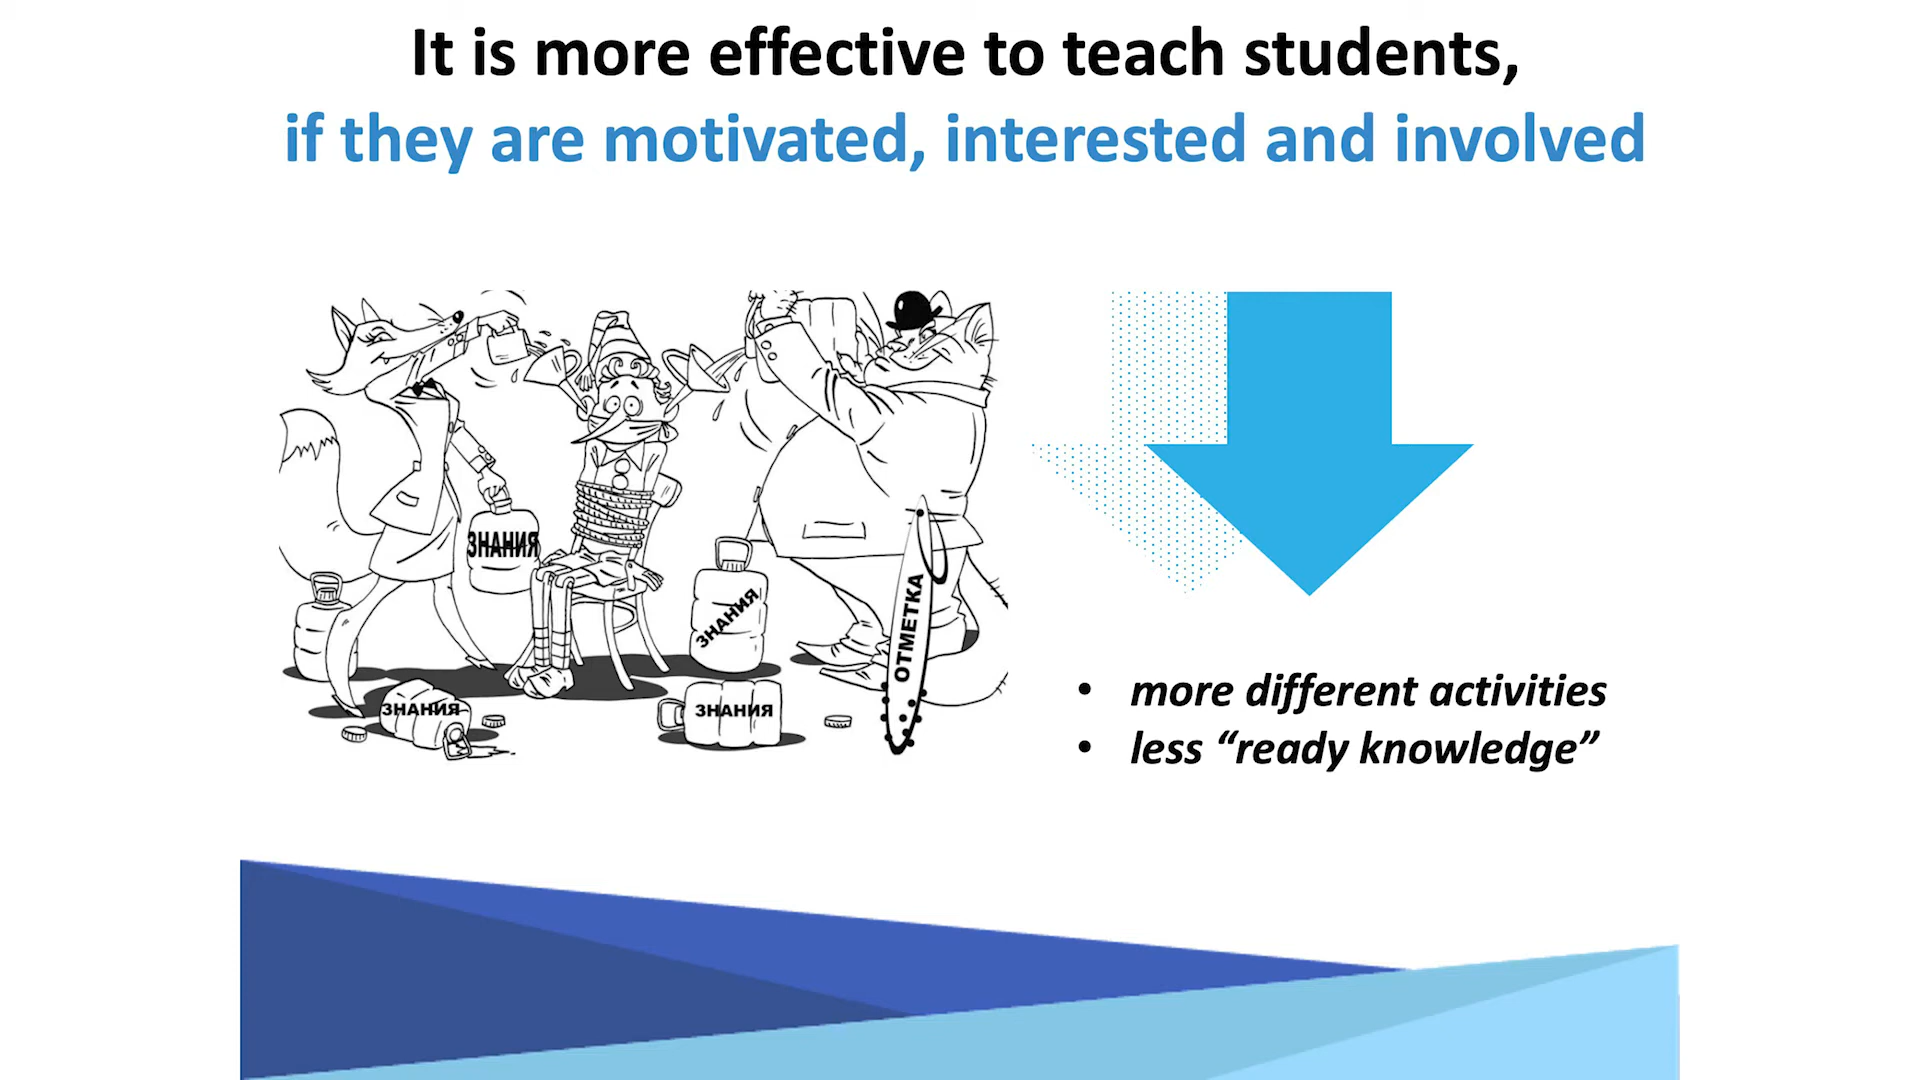 It is more effective to teach students,
if they are motivated, interested and involved
ЗНАНИЯ
ЗНАНИЯ
ЗНАНИЯ
ЗНАНИЯ
ОТМЕТКА
• more different activities
• less “ready knowledge”